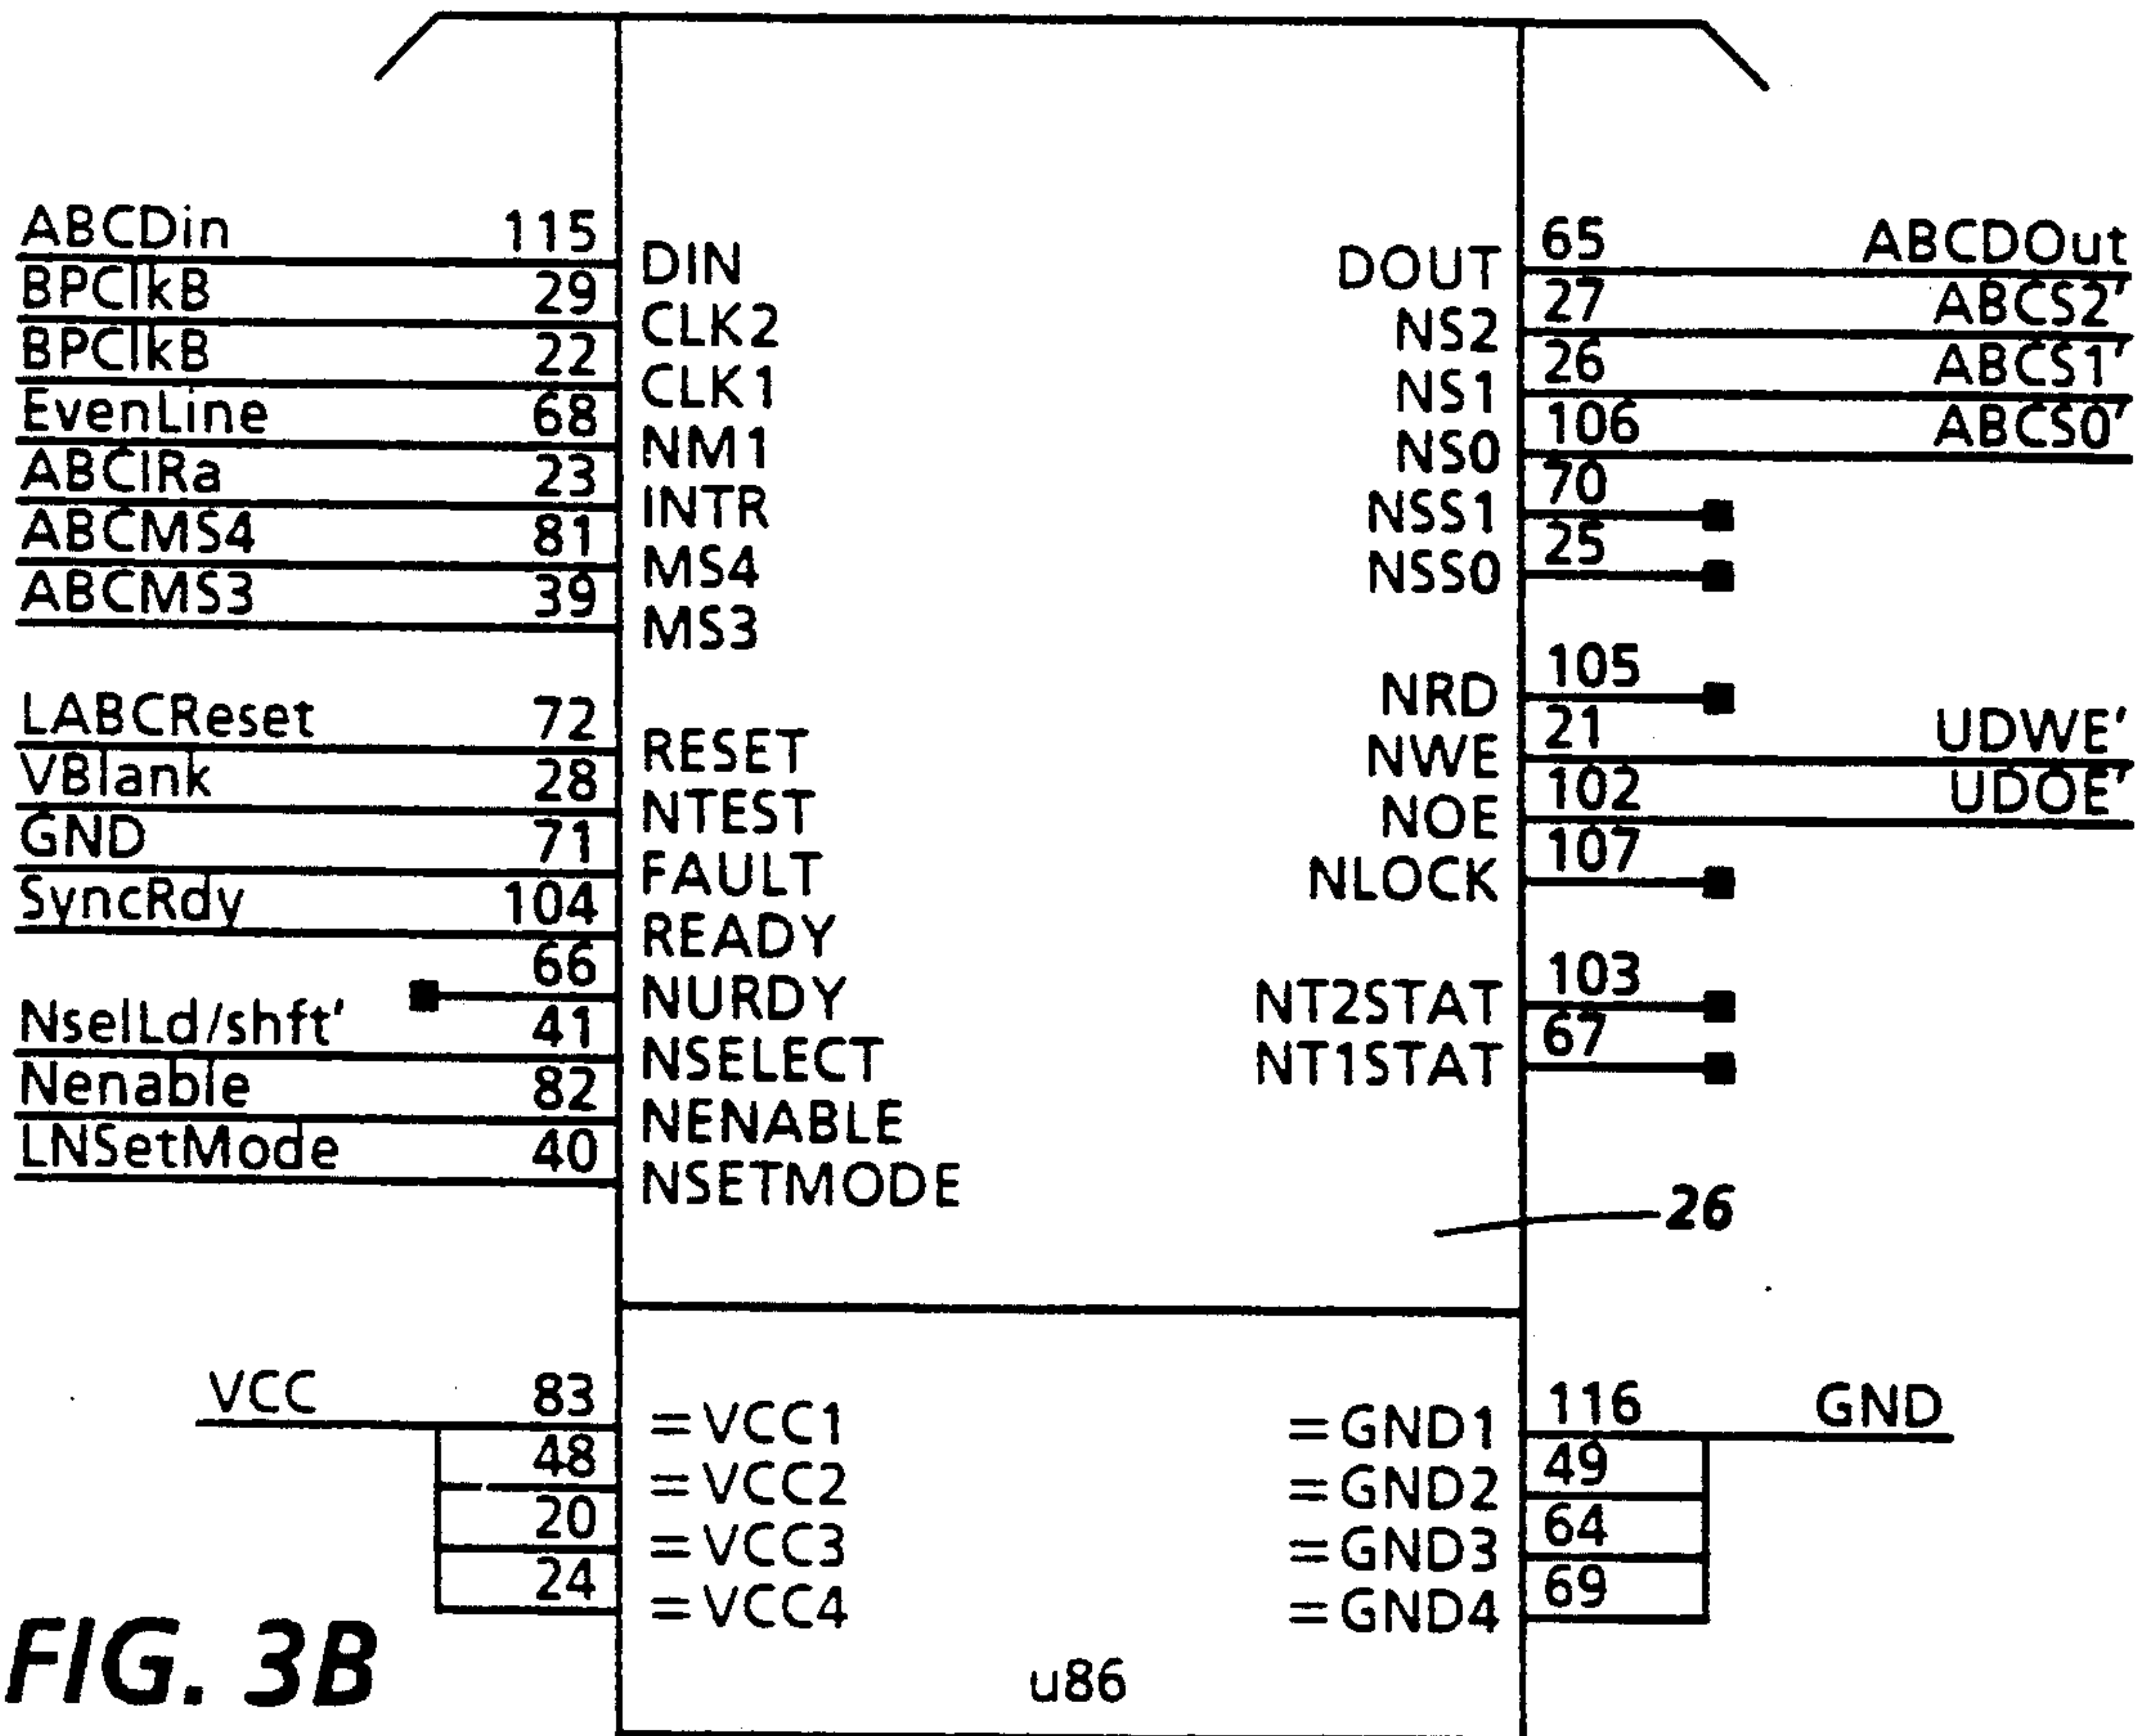 ABCDin 115 DIN DOUT 65 ABCDOut
BPClkB 29 CLK2 NS2 27 ABCS2'
BPClkB 22 CLK1 NS1 26 ABCS1'
EvenLine 68 NM1 NS0 106 ABCS0'
ABCIRa 23 INTR NSS1 70
ABCMS4 81 MS4 NSS0 25
ABCMS3 39 MS3
NRD 105
LABCReset 72 RESET NWE 21 UDWE'
VBlank 28 NTEST NOE 102 UDOE'
GND 71 FAULT NLOCK 107
SyncRdy 104 READY
66 NURDY NT2STAT 103
NselLd/shft' 41 NSELECT NT1STAT 67
Nenable 82 NENABLE
LNSetMode 40 NSETMODE
26
VCC 83 =VCC1 =GND1 116 GND
48 =VCC2 =GND2 49
20 =VCC3 =GND3 64
24 =VCC4 =GND4 69
FIG. 3B u86